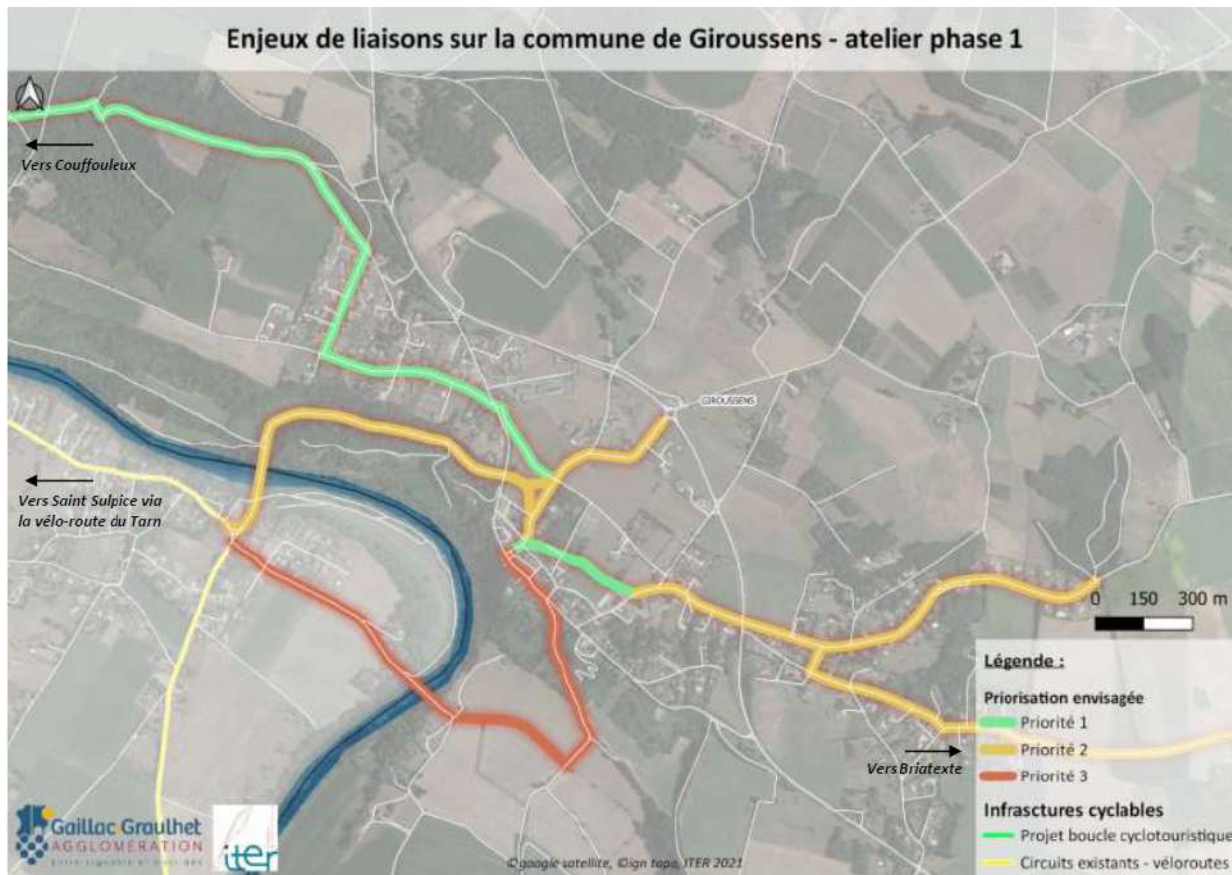 Enjeux de liaisons sur la commune de Giroussens - atelier phase 1
Vers Couffouleux
GIROUSSENS
Vers Saint Sulpice via
la vélo-route du Tarn
0 150 300 m
Légende :
Priorisation envisagée
Priorité 1
Priorité 2
Priorité 3
Vers Briatexte
Infrasctures cyclables
Projet boucle cyclotouristique
Circuits existants - véloroutes
Gaillac Graulhet
AGGLOMÉRATION
iter
©google satellite, ©ign topo, ITER 2021